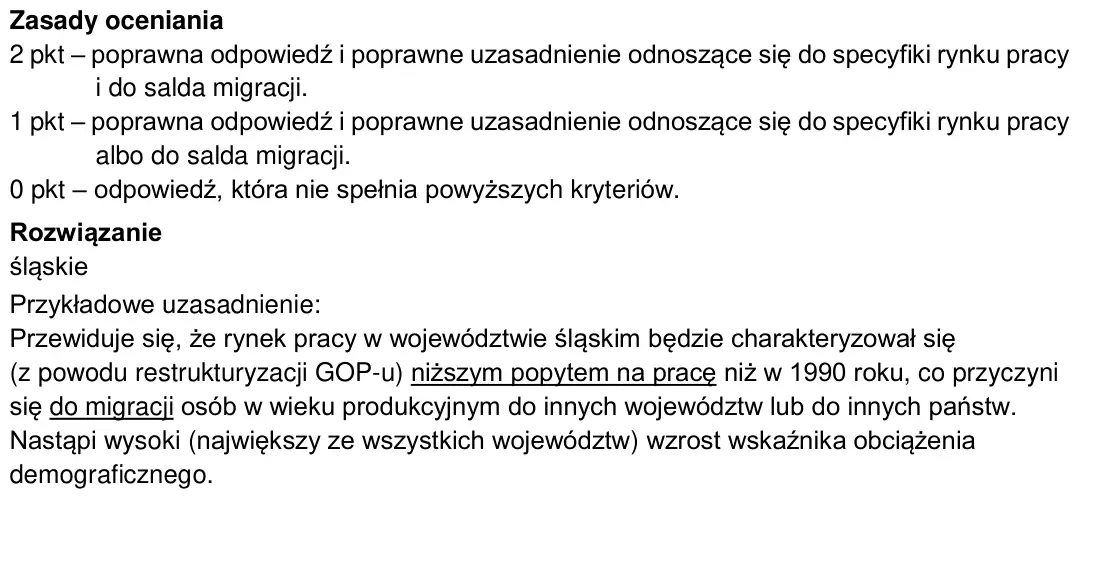 Zasady oceniania
2 pkt – poprawna odpowiedź i poprawne uzasadnienie odnoszące się do specyfiki rynku pracy
i do salda migracji.
1 pkt – poprawna odpowiedź i poprawne uzasadnienie odnoszące się do specyfiki rynku pracy
albo do salda migracji.
0 pkt – odpowiedź, która nie spełnia powyższych kryteriów.
Rozwiązanie
śląskie
Przykładowe uzasadnienie:
Przewiduje się, że rynek pracy w województwie śląskim będzie charakteryzował się
(z powodu restrukturyzacji GOP-u) niższym popytem na pracę niż w 1990 roku, co przyczyni
się do migracji osób w wieku produkcyjnym do innych województw lub do innych państw.
Nastąpi wysoki (największy ze wszystkich województw) wzrost wskaźnika obciążenia
demograficznego.